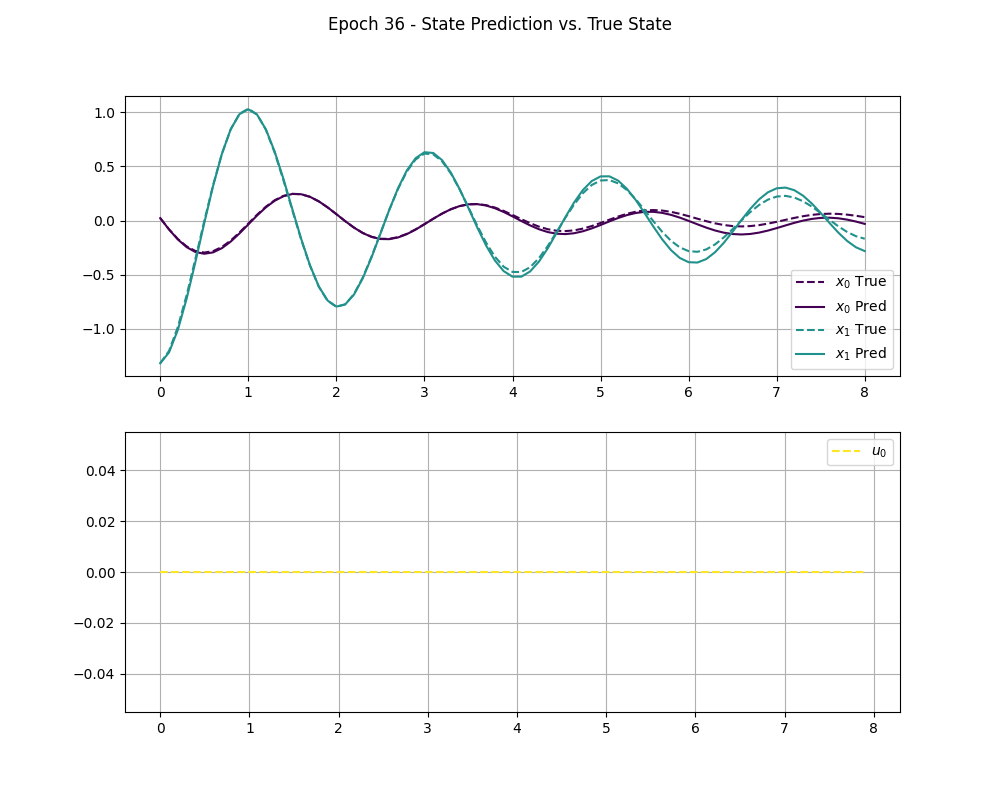 Epoch 36 - State Prediction vs. True State
1.0
0.5
0.0
−0.5
−1.0
x₀ True
x₀ Pred
x₁ True
x₁ Pred
0 1 2 3 4 5 6 7 8
0.04
0.02
0.00
−0.02
−0.04
u₀
0 1 2 3 4 5 6 7 8